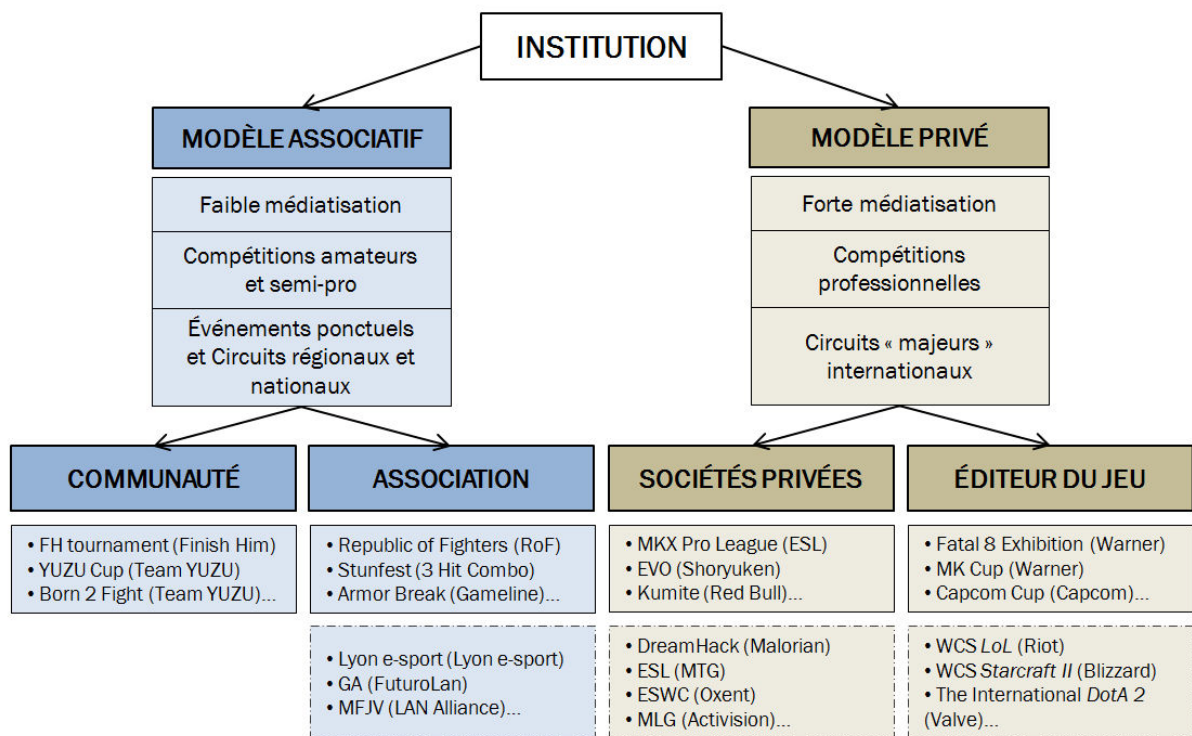 INSTITUTION
MODÈLE ASSOCIATIF
Faible médiatisation
Compétitions amateurs
et semi-pro
Événements ponctuels
et Circuits régionaux et
nationaux
MODÈLE PRIVÉ
Forte médiatisation
Compétitions
professionnelles
Circuits « majeurs »
internationaux
COMMUNAUTÉ
• FH tournament (Finish Him)
• YUZU Cup (Team YUZU)
• Born 2 Fight (Team YUZU)...
ASSOCIATION
• Republic of Fighters (RoF)
• Stunfest (3 Hit Combo)
• Armor Break (Gameline)...
• Lyon e-sport (Lyon e-sport)
• GA (FuturoLan)
• MFJV (LAN Alliance)...
SOCIÉTÉS PRIVÉES
• MKX Pro League (ESL)
• EVO (Shoryuken)
• Kumite (Red Bull)...
• DreamHack (Malorian)
• ESL (MTG)
• ESWC (Oxent)
• MLG (Activision)...
ÉDITEUR DU JEU
• Fatal 8 Exhibition (Warner)
• MK Cup (Warner)
• Capcom Cup (Capcom)...
• WCS LoL (Riot)
• WCS Starcraft II (Blizzard)
• The International DotA 2
(Valve)...